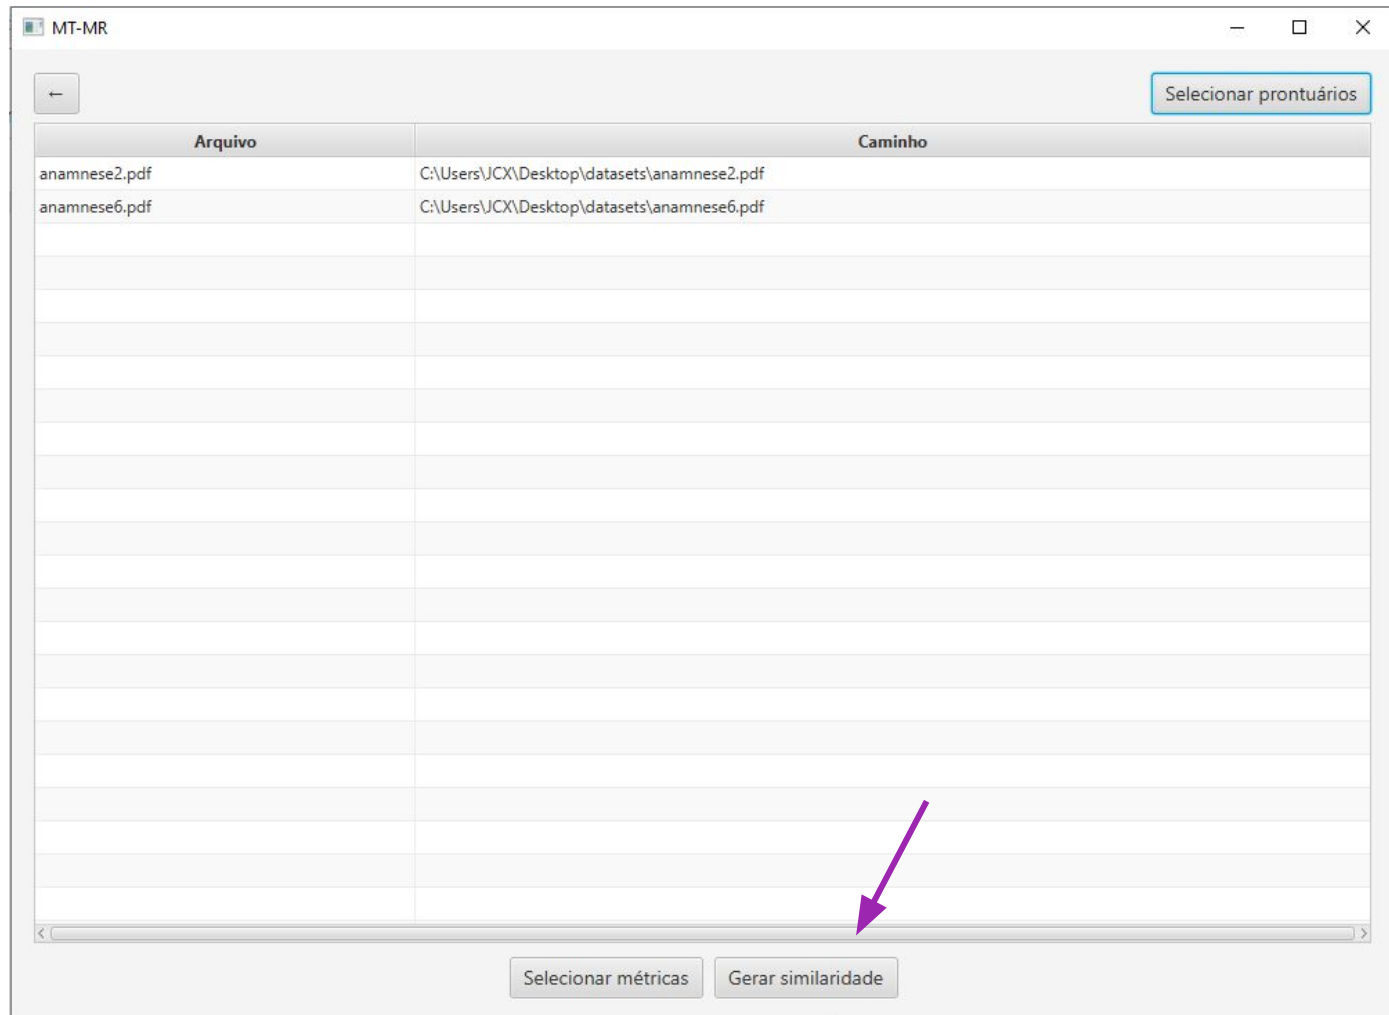 MT-MR
←
Selecionar prontuários
Arquivo Caminho
anamnese2.pdf C:\Users\JCX\Desktop\datasets\anamnese2.pdf
anamnese6.pdf C:\Users\JCX\Desktop\datasets\anamnese6.pdf
Selecionar métricas Gerar similaridade